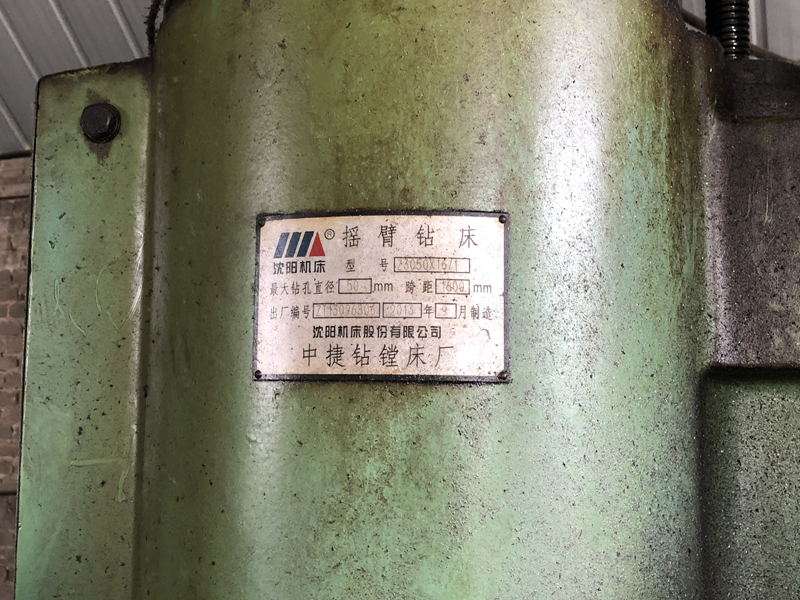 ® 摇臂钻床
沈阳机床 型号 Z3050X16/1
最大钻孔直径 50 mm 跨距 1600 mm
出厂编号 2013 年 9 月制造
沈阳机床股份有限公司
中捷钻镗床厂